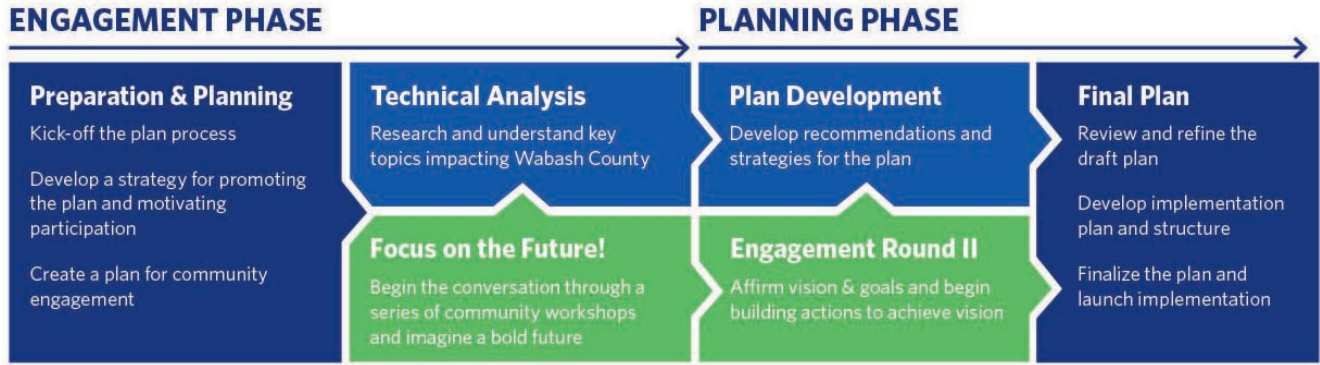 ENGAGEMENT PHASE
PLANNING PHASE
Preparation & Planning
Kick-off the plan process
Develop a strategy for promoting
the plan and motivating
participation
Create a plan for community
engagement
Technical Analysis
Research and understand key
topics impacting Wabash County
Focus on the Future!
Begin the conversation through a
series of community workshops
and imagine a bold future
Plan Development
Develop recommendations and
strategies for the plan
Engagement Round II
Affirm vision & goals and begin
building actions to achieve vision
Final Plan
Review and refine the
draft plan
Develop implementation
plan and structure
Finalize the plan and
launch implementation